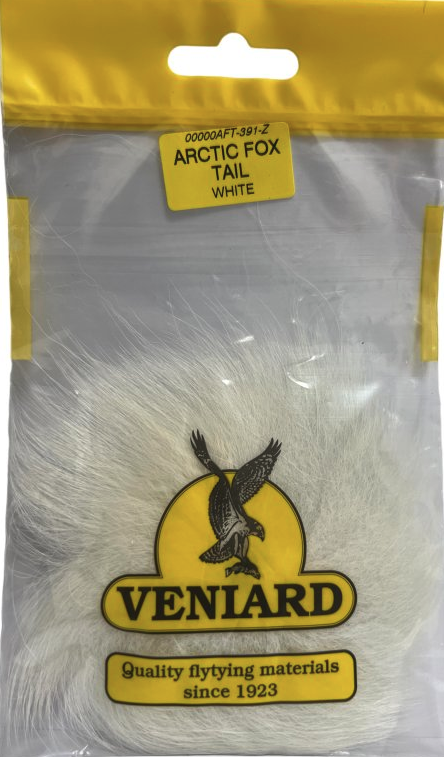 00000AFT-391-Z
ARCTIC FOX
TAIL
WHITE
VENIARD
Quality flytying materials
since 1923